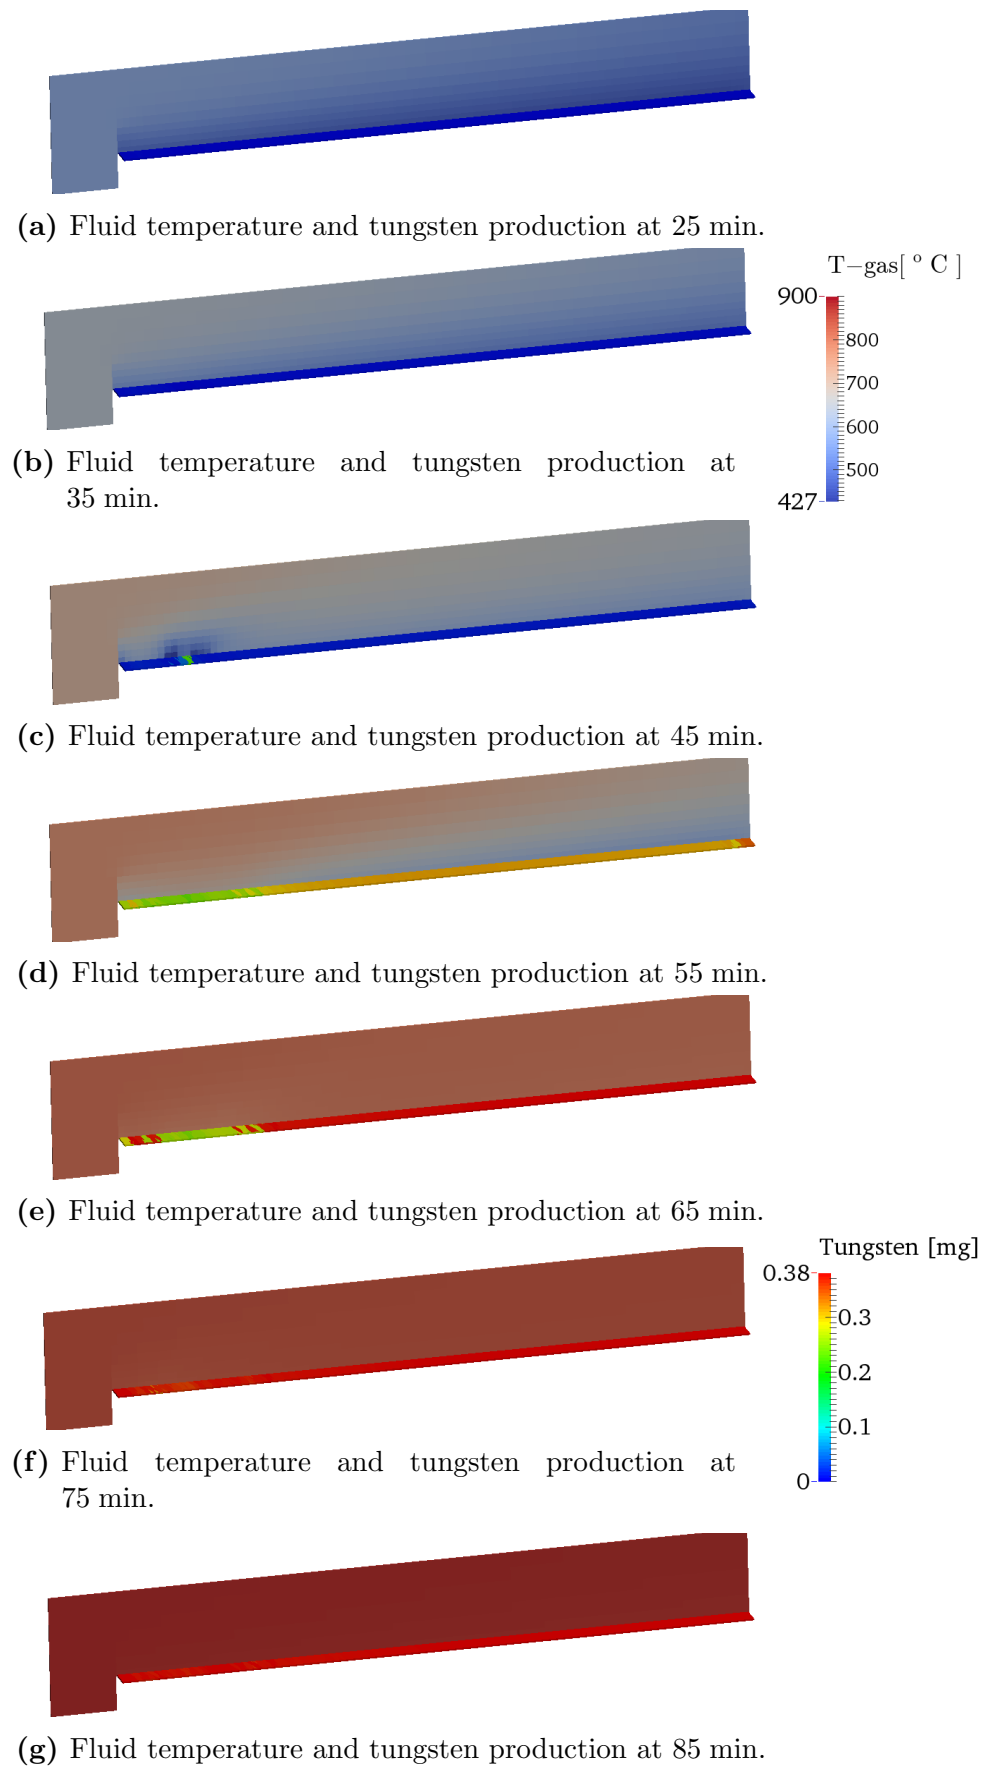 (a) Fluid temperature and tungsten production at 25 min.
T−gas[ ° C ]
900
800
700
600
500
427
(b) Fluid temperature and tungsten production at
35 min.
(c) Fluid temperature and tungsten production at 45 min.
(d) Fluid temperature and tungsten production at 55 min.
(e) Fluid temperature and tungsten production at 65 min.
Tungsten [mg]
0.38
0.3
0.2
0.1
0
(f) Fluid temperature and tungsten production at
75 min.
(g) Fluid temperature and tungsten production at 85 min.